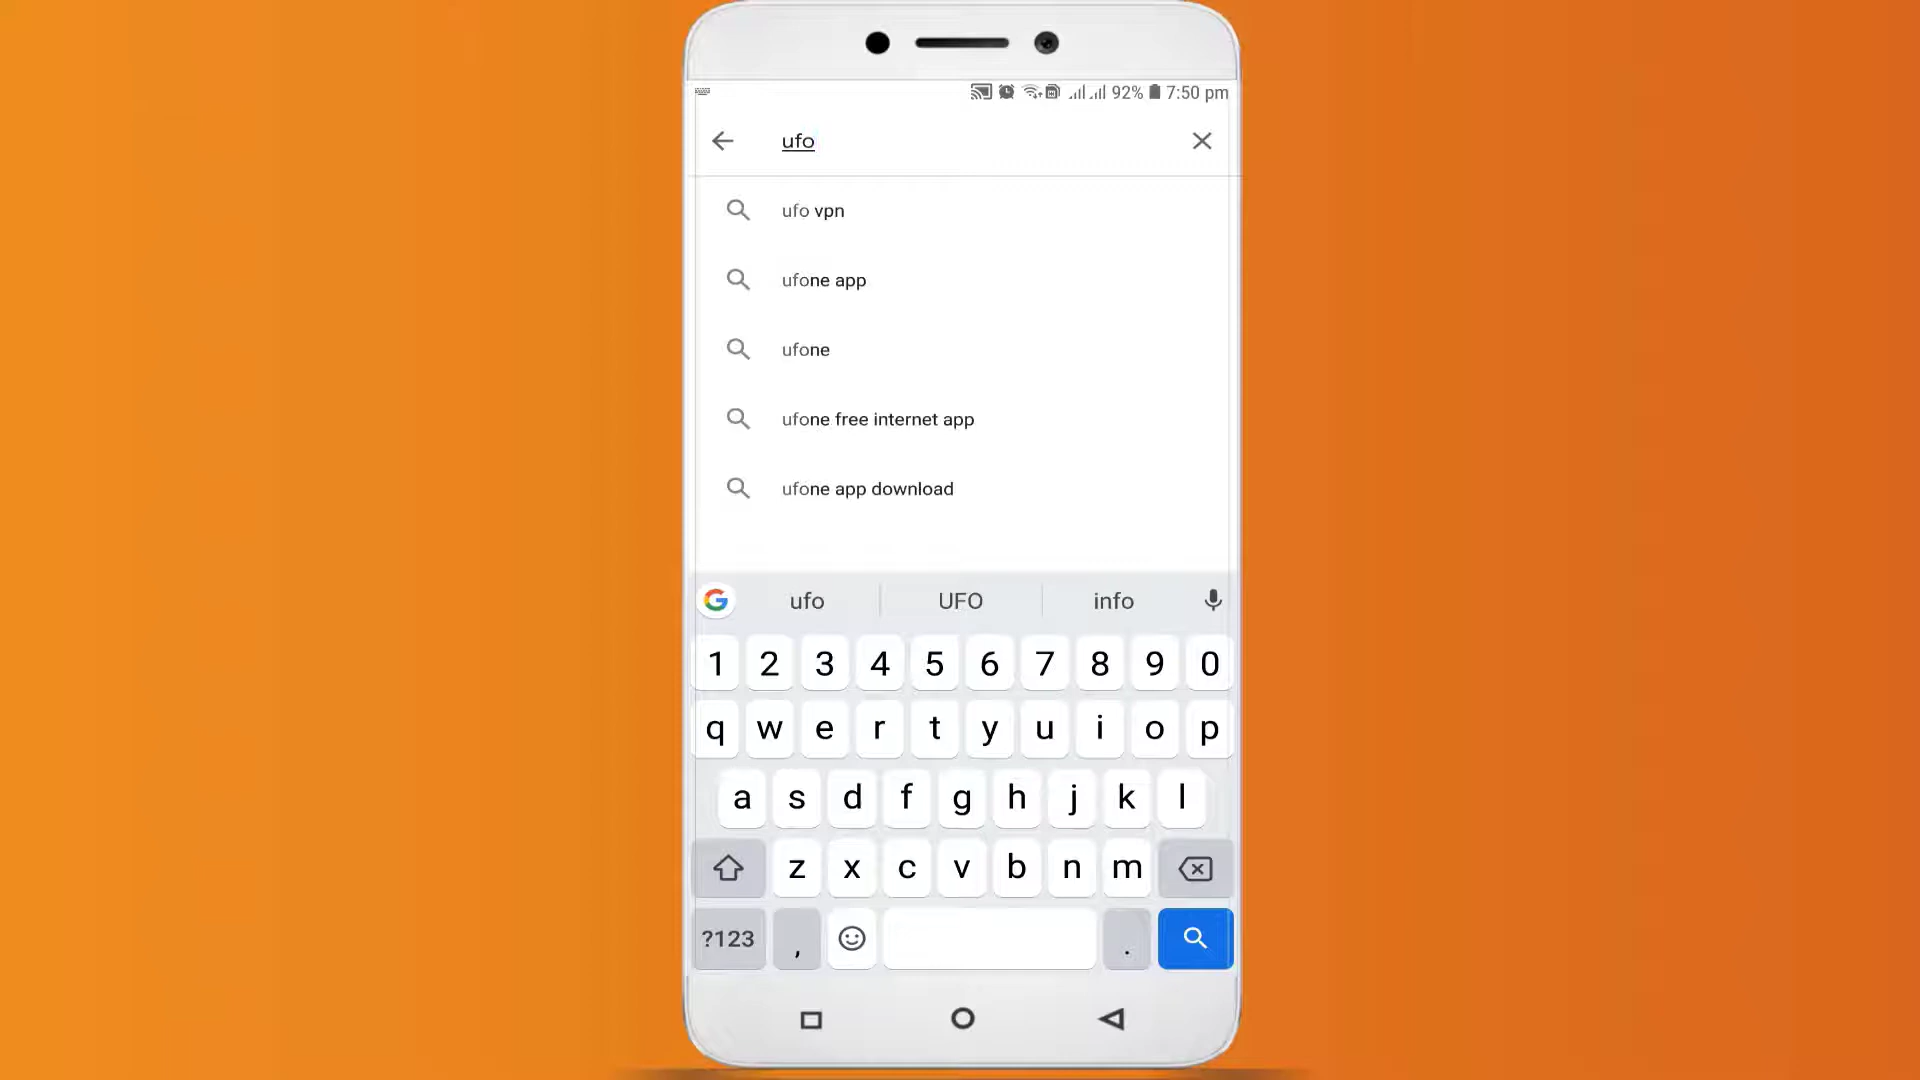 92% 7:50 pm
ufo
ufo vpn
ufone app
ufone
ufone free internet app
ufone app download
ufo UFO info
1 2 3 4 5 6 7 8 9 0
q w e r t y u i o p
a s d f g h j k l
z x c v b n m
?123 , .